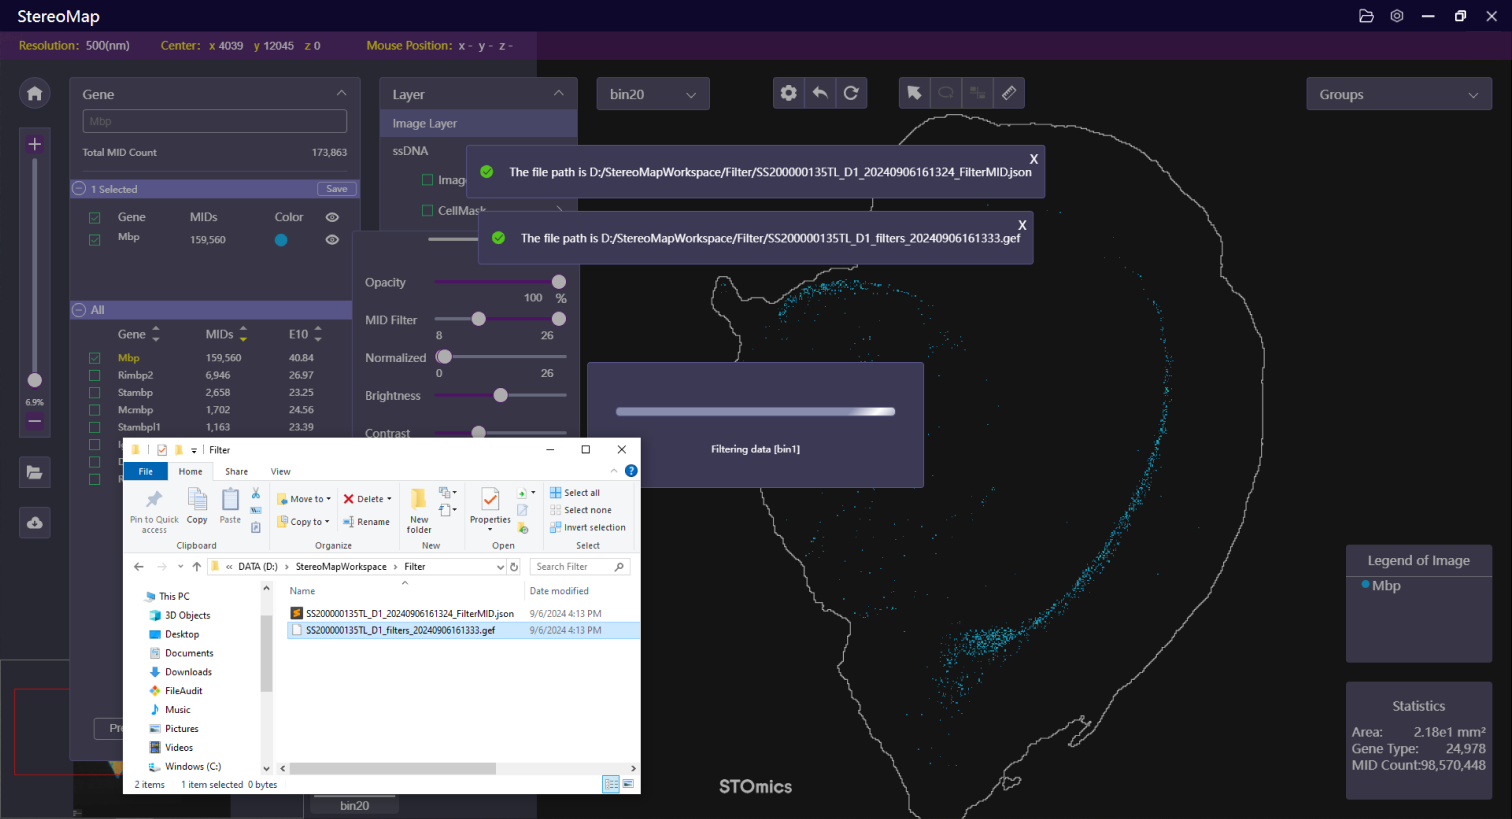 StereoMap
Resolution: 500(nm) Center: x 4039 y 12045 z 0 Mouse Position: x - y - z -
Gene
Mbp
Total MID Count 173,863
1 Selected Save
Gene MIDs Color
Mbp 159,560
All
Gene MIDs E10
Mbp 159,560 40.84
Rimbp2 6,946 26.97
Stambp 2,658 23.25
Mcmbp 1,702 24.56
Stambpl1 1,163 23.39
6.9%
Layer
Image Layer
ssDNA
Imag
CellMask
Opacity
100 %
MID Filter
8 26
Normalized
0 26
Brightness
Contrast
bin20
Groups
The file path is D:/StereoMapWorkspace/Filter/SS200000135TL_D1_20240906161324_FilterMID.json X
The file path is D:/StereoMapWorkspace/Filter/SS200000135TL_D1_filters_20240906161333.gef X
Filtering data [bin1]
Filter
File Home Share View
Pin to Quick access
Copy
Paste
Clipboard
Move to
Copy to
Delete
Rename
Organize
New folder
New
Properties
Open
Select all
Select none
Invert selection
Select
« DATA (D:) › StereoMapWorkspace › Filter
Search Filter
Name Date modified
SS200000135TL_D1_20240906161324_FilterMID.json 9/6/2024 4:13 PM
SS200000135TL_D1_filters_20240906161333.gef 9/6/2024 4:13 PM
This PC
3D Objects
Desktop
Documents
Downloads
FileAudit
Music
Pictures
Videos
Windows (C:)
2 items 1 item selected 0 bytes
bin20
STOmics
Legend of Image
Mbp
Statistics
Area: 2.18e1 mm²
Gene Type: 24,978
MID Count:98,570,448